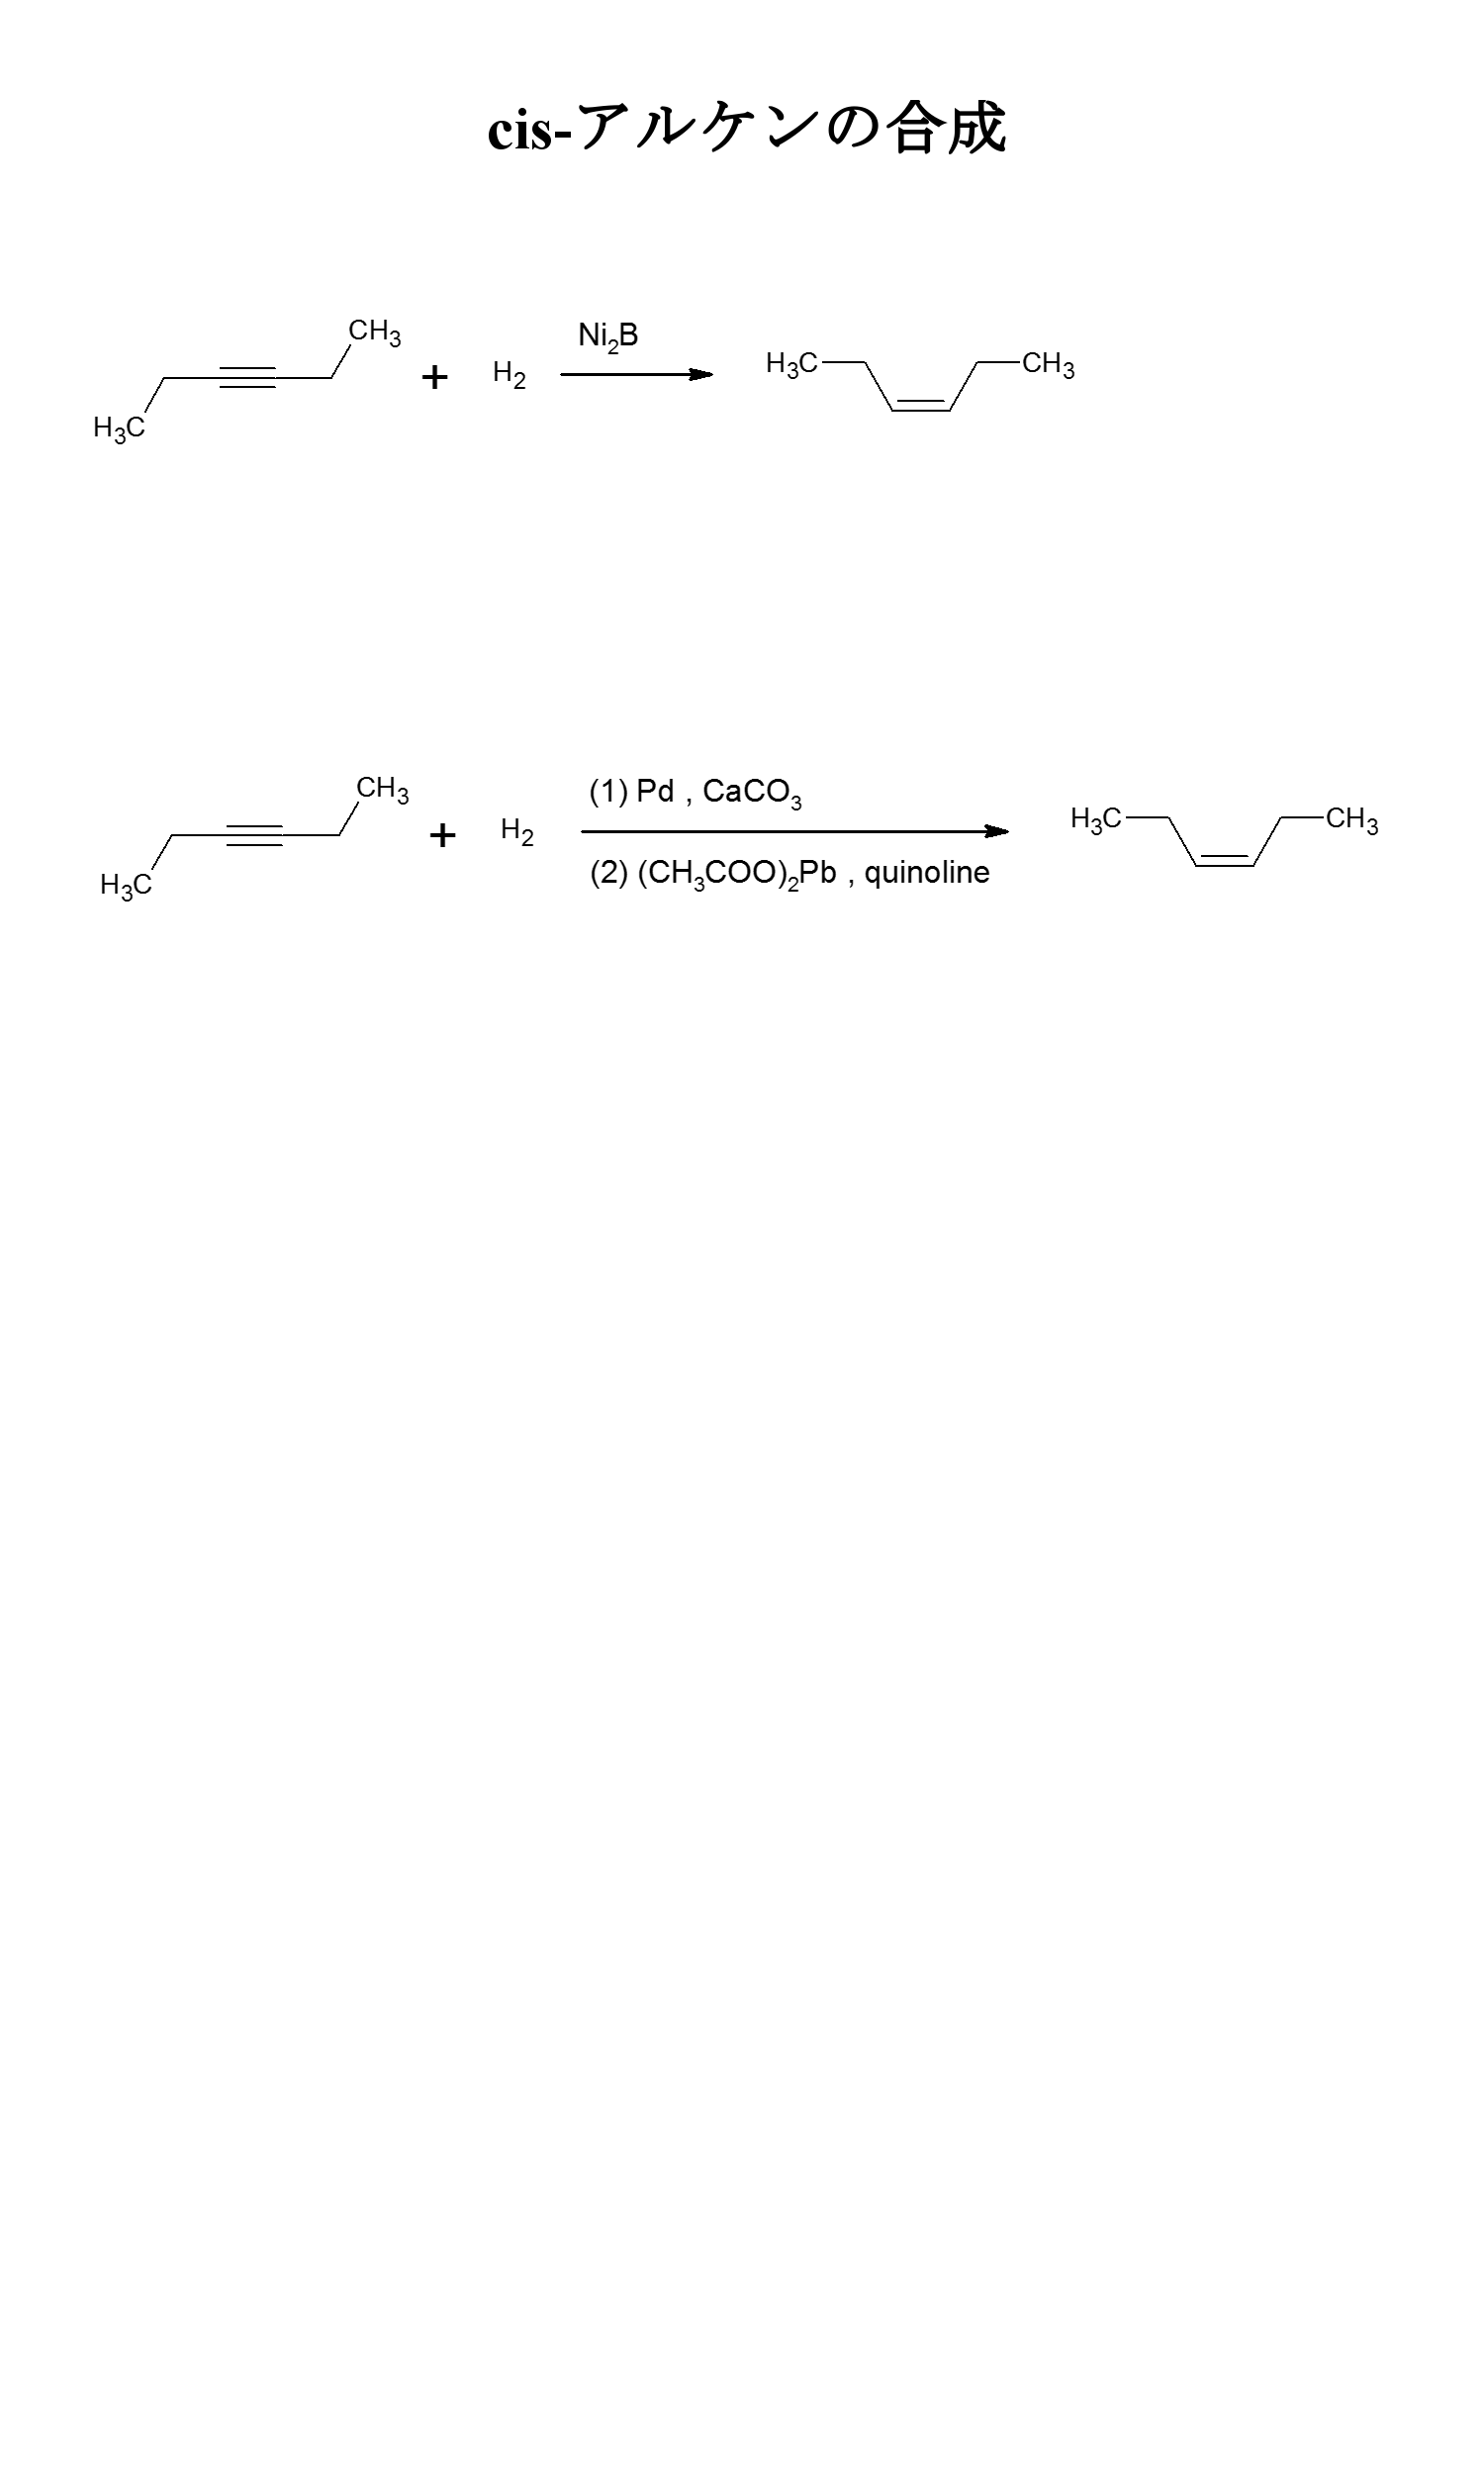 cis-アルケンの合成
CH3
H3C
+
H2
Ni2B
H3C
CH3
CH3
H3C
+
H2
(1) Pd , CaCO3
(2) (CH3COO)2Pb , quinoline
H3C
CH3